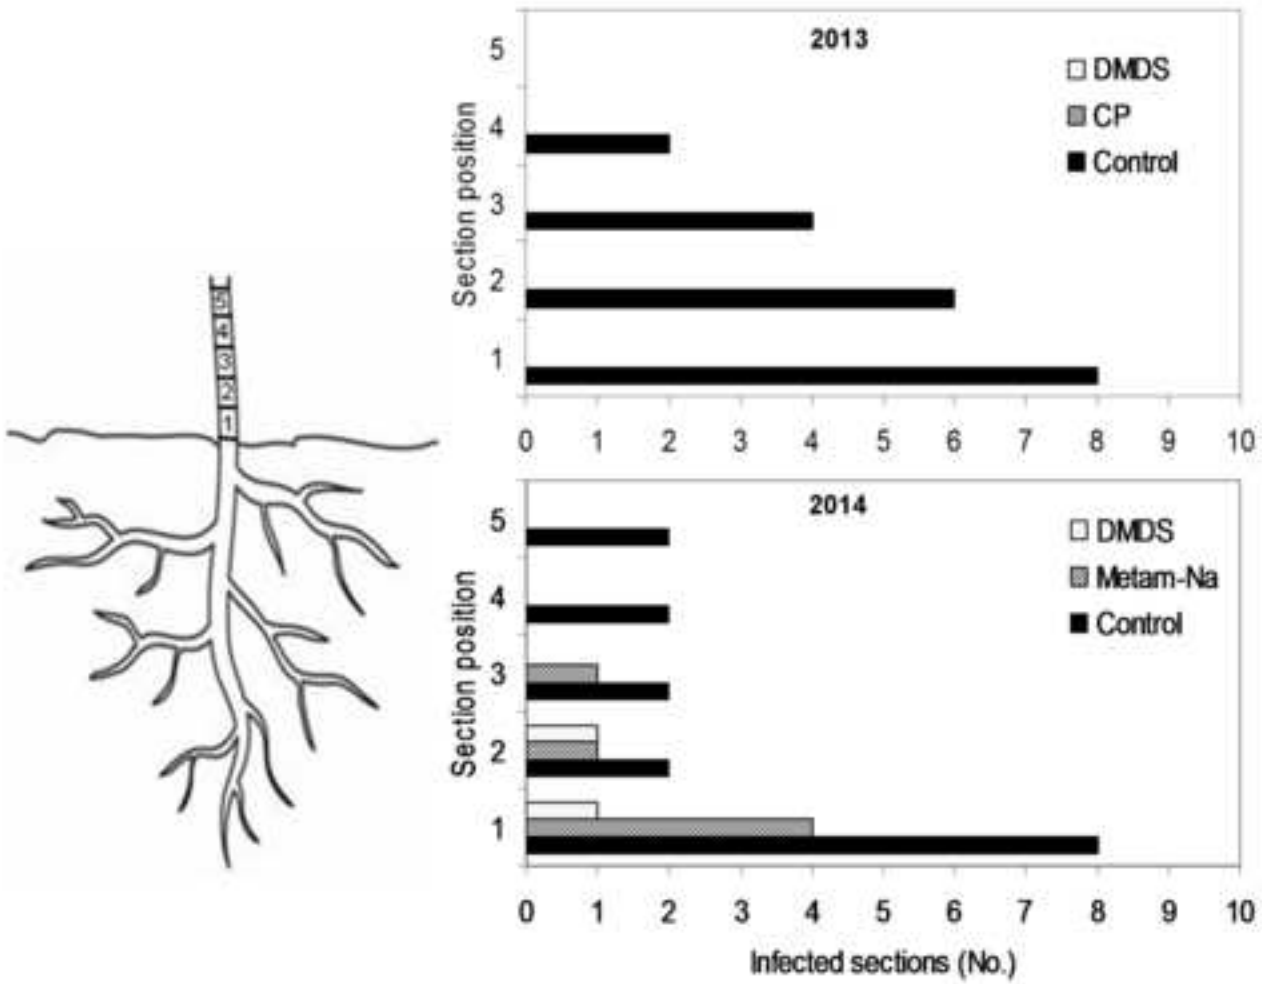 2013
DMDS
CP
Control
Section position
5
4
3
2
1
0 1 2 3 4 5 6 7 8 9 10
5
4
3
2
1
2014
DMDS
Metam-Na
Control
Section position
5
4
3
2
1
0 1 2 3 4 5 6 7 8 9 10
Infected sections (No.)